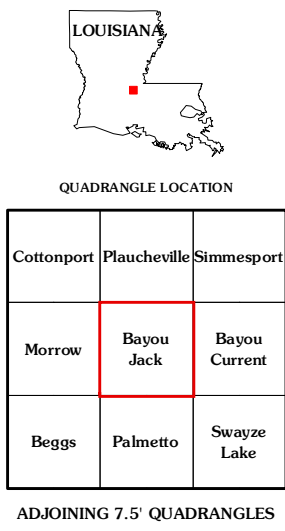 LOUISIANA
QUADRANGLE LOCATION
Cottonport Plaucheville Simmesport
Morrow
Bayou
Jack
Bayou
Current
Beggs
Palmetto
Swayze
Lake
ADJOINING 7.5' QUADRANGLES